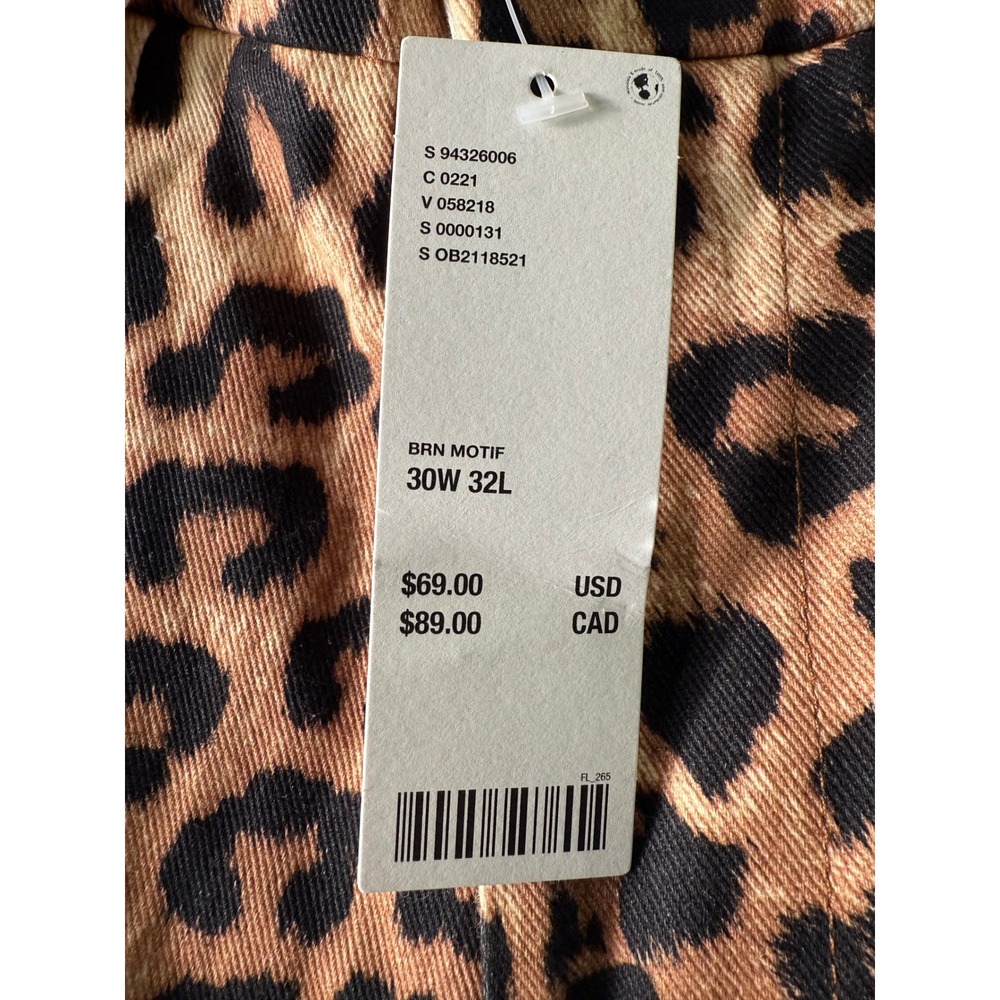 S 94326006
C 0221
V 058218
S 0000131
S OB2118521
BRN MOTIF
30W 32L
$69.00 USD
$89.00 CAD
FL_265